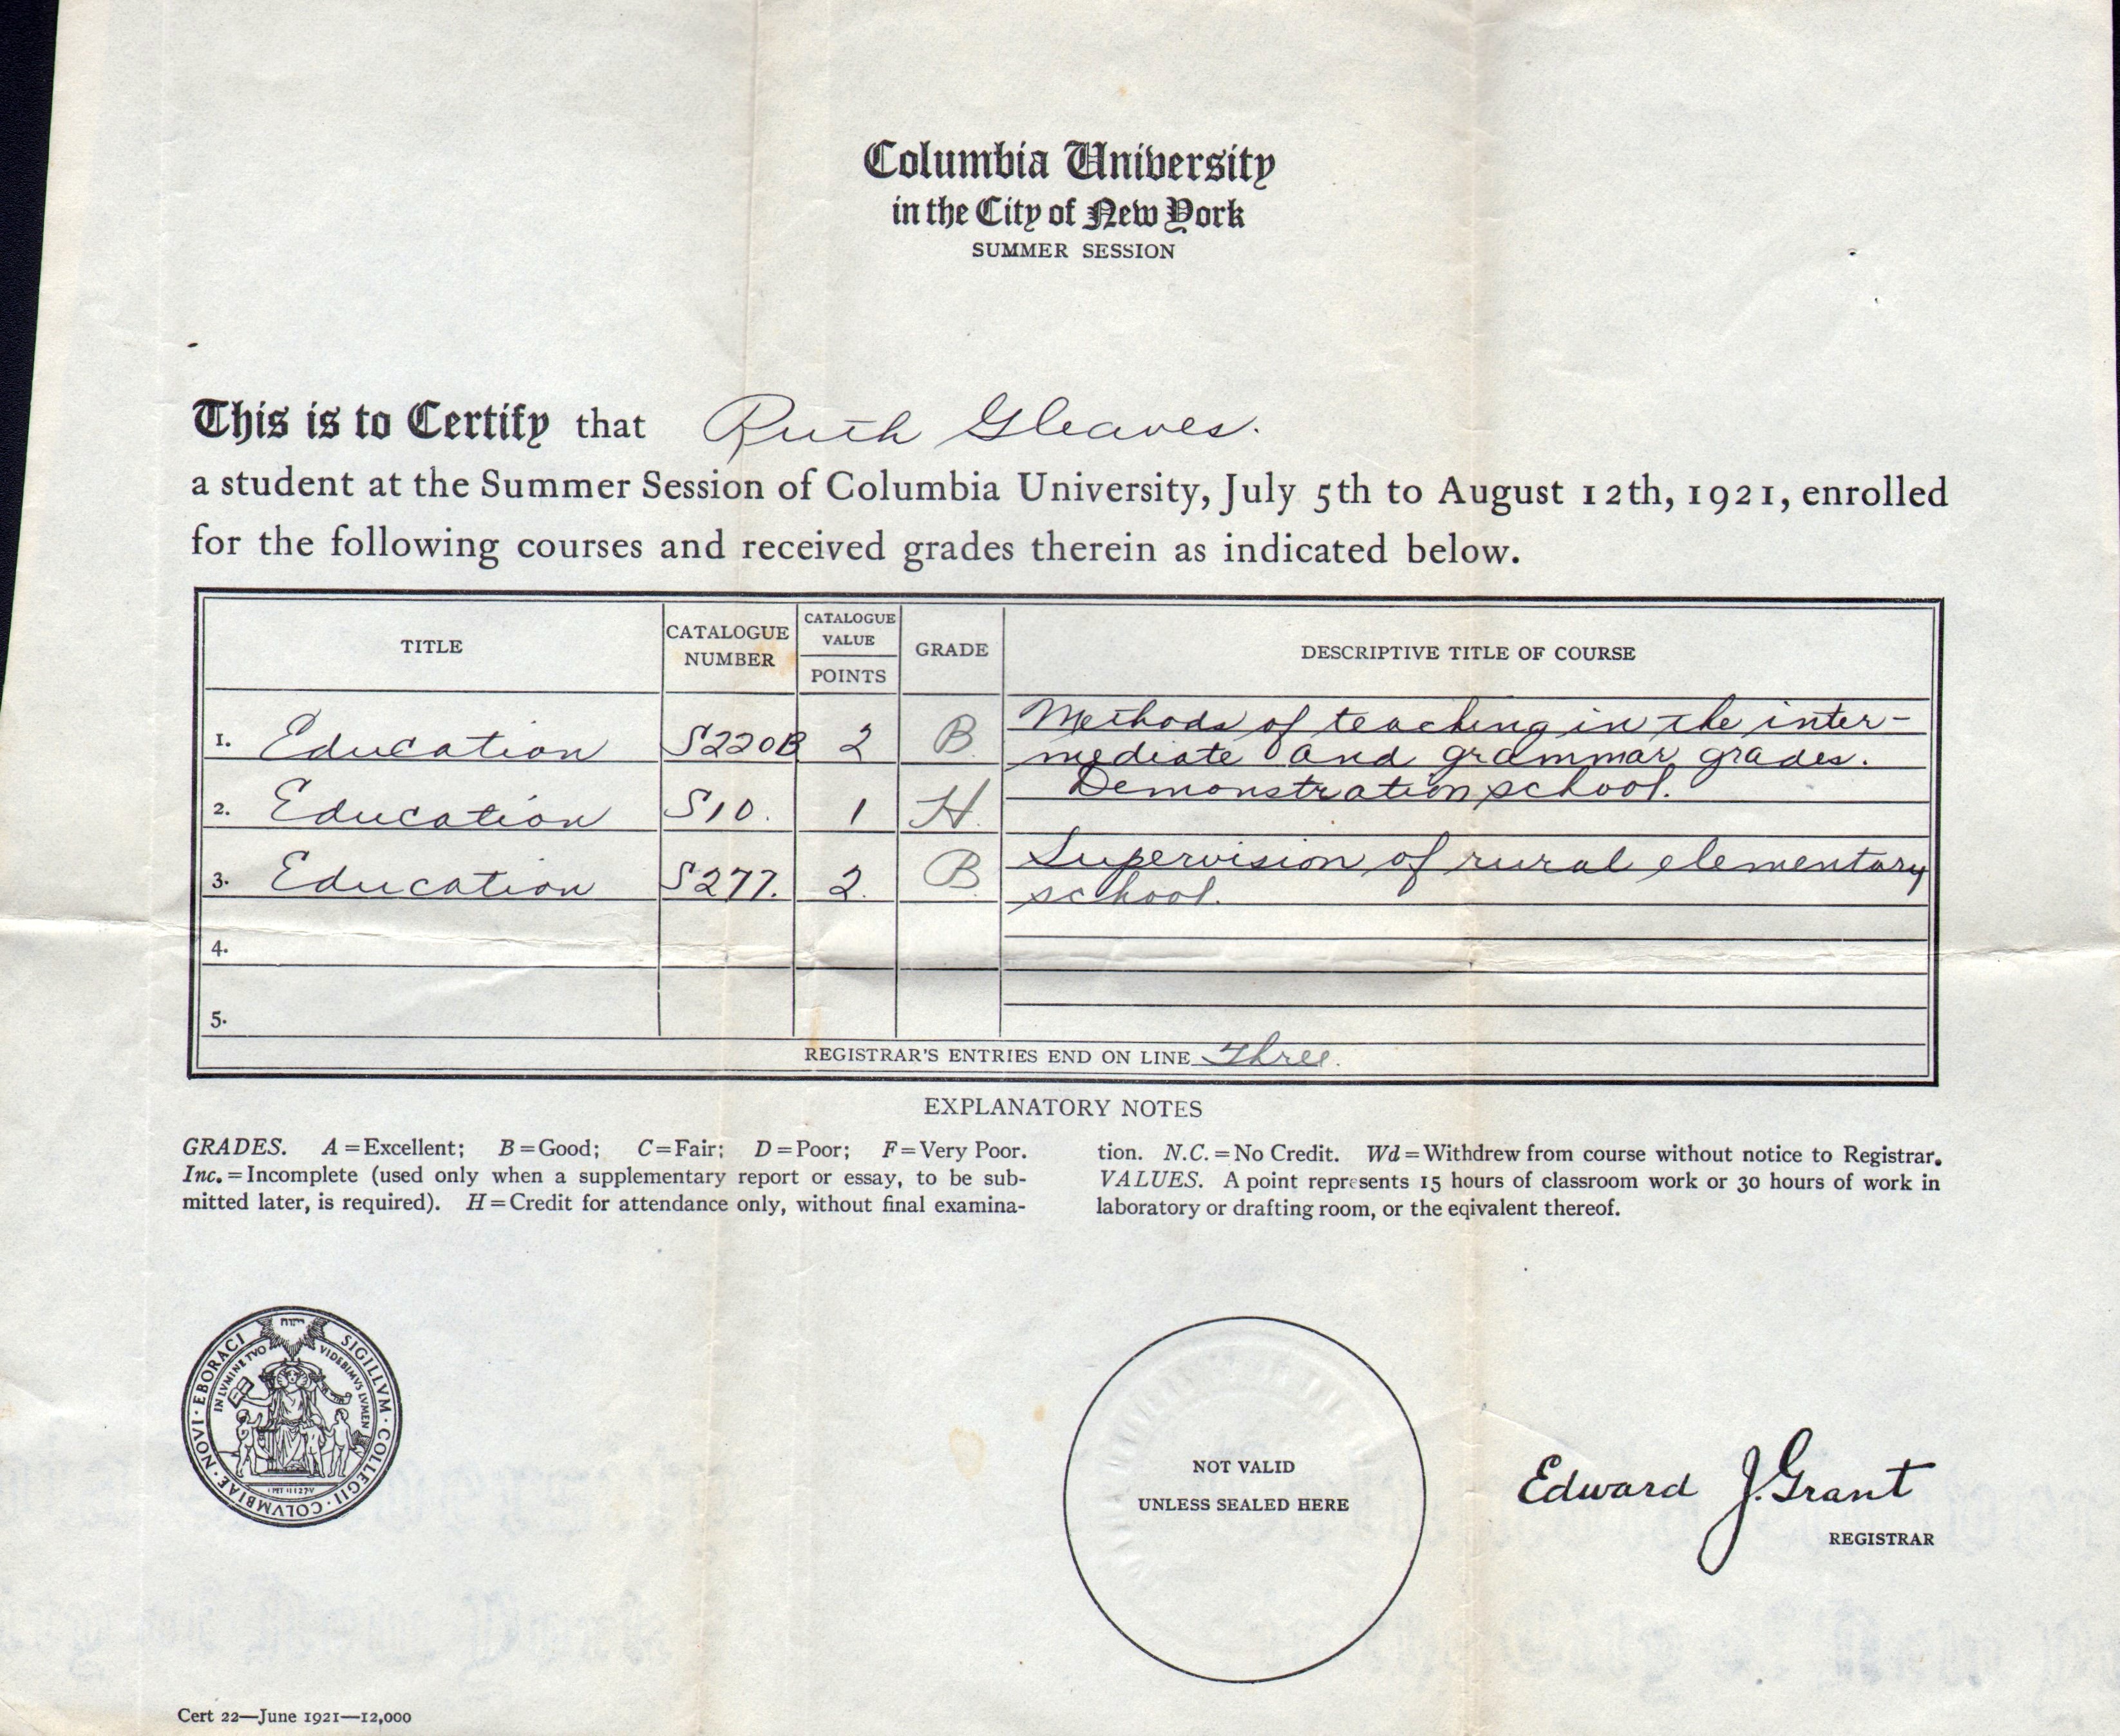 Columbia University
in the City of New York
SUMMER SESSION
This is to Certify that Ruth Gleaves.
a student at the Summer Session of Columbia University, July 5th to August 12th, 1921, enrolled
for the following courses and received grades therein as indicated below.
TITLE CATALOGUE NUMBER CATALOGUE VALUE POINTS GRADE DESCRIPTIVE TITLE OF COURSE
1. Education S220B 2 B. Methods of teaching in the inter-
mediate and grammar grades.
2. Education S10. 1 H. Demonstration school.
3. Education S277. 2. B. Supervision of rural elementary
school.
4.
5.
REGISTRAR'S ENTRIES END ON LINE Three.
EXPLANATORY NOTES
GRADES. A=Excellent; B=Good; C=Fair; D=Poor; F=Very Poor.
Inc.=Incomplete (used only when a supplementary report or essay, to be sub-
mitted later, is required). H=Credit for attendance only, without final examina-
tion. N.C.=No Credit. Wd=Withdrew from course without notice to Registrar.
VALUES. A point represents 15 hours of classroom work or 30 hours of work in
laboratory or drafting room, or the eqivalent thereof.
SIGILLVM · COLLEGII · COLVMBIAE · NOVI · EBORACI
IN LVMINE TVO VIDEBIMVS LVMEN
יהוה
NOT VALID
UNLESS SEALED HERE
Edward J. Grant
REGISTRAR
Cert 22—June 1921—12,000